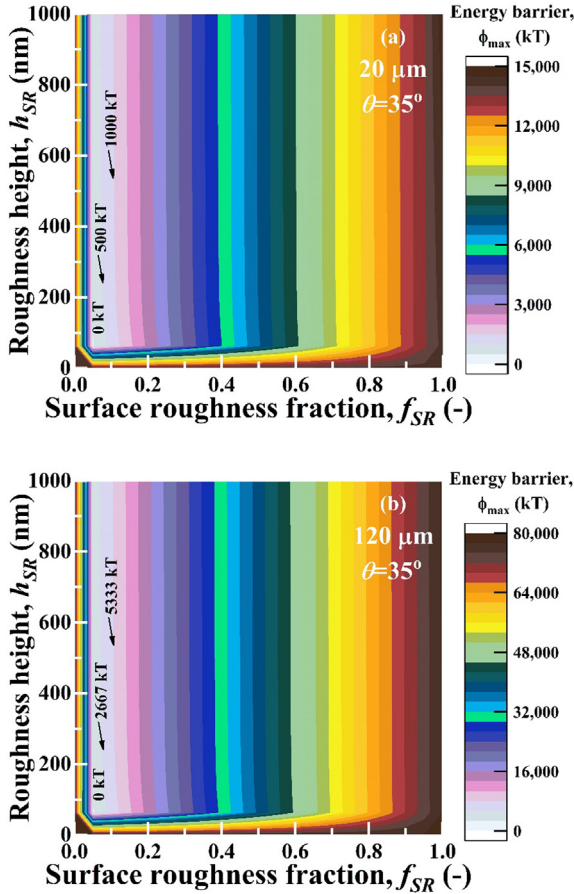 Energy barrier,
ϕmax (kT)
(a)
20 μm
θ=35°
1000
800
600
400
200
0
Roughness height, hSR (nm)
1000 kT
500 kT
0 kT
15,000
12,000
9,000
6,000
3,000
0
0.0 0.2 0.4 0.6 0.8 1.0
Surface roughness fraction, fSR (-)
Energy barrier,
ϕmax (kT)
(b)
120 μm
θ=35°
1000
800
600
400
200
0
Roughness height, hSR (nm)
5333 kT
2667 kT
0 kT
80,000
64,000
48,000
32,000
16,000
0
0.0 0.2 0.4 0.6 0.8 1.0
Surface roughness fraction, fSR (-)